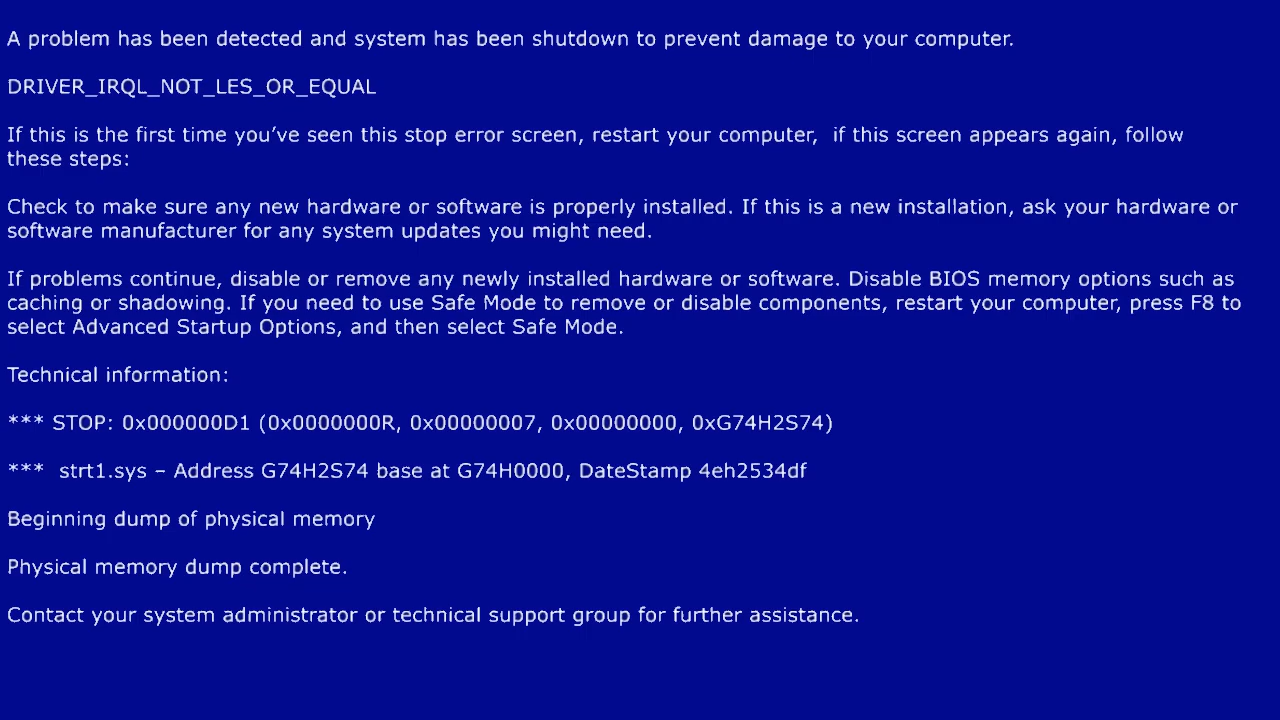 A problem has been detected and system has been shutdown to prevent damage to your computer.
DRIVER_IRQL_NOT_LES_OR_EQUAL
If this is the first time you’ve seen this stop error screen, restart your computer,  if this screen appears again, follow
these steps:
Check to make sure any new hardware or software is properly installed. If this is a new installation, ask your hardware or
software manufacturer for any system updates you might need.
If problems continue, disable or remove any newly installed hardware or software. Disable BIOS memory options such as
caching or shadowing. If you need to use Safe Mode to remove or disable components, restart your computer, press F8 to
select Advanced Startup Options, and then select Safe Mode.
Technical information:
*** STOP: 0x000000D1 (0x0000000R, 0x00000007, 0x00000000, 0xG74H2S74)
***  strt1.sys – Address G74H2S74 base at G74H0000, DateStamp 4eh2534df
Beginning dump of physical memory
Physical memory dump complete.
Contact your system administrator or technical support group for further assistance.